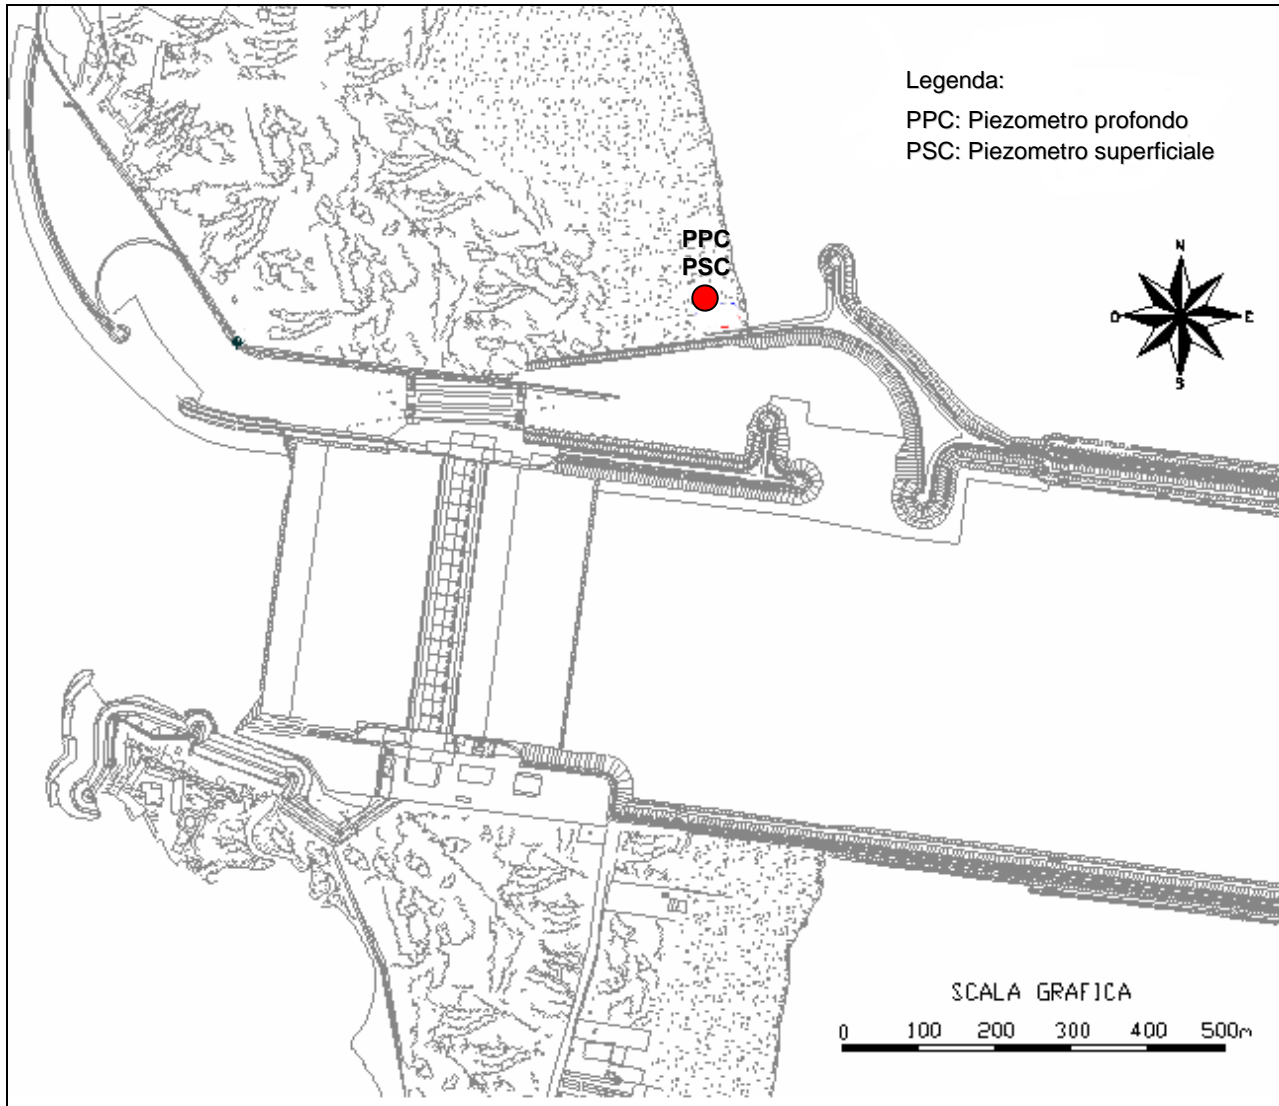 Legenda:
PPC: Piezometro profondo
PSC: Piezometro superficiale
PPC
PSC
N
O E
S
SCALA GRAFICA
0 100 200 300 400 500m